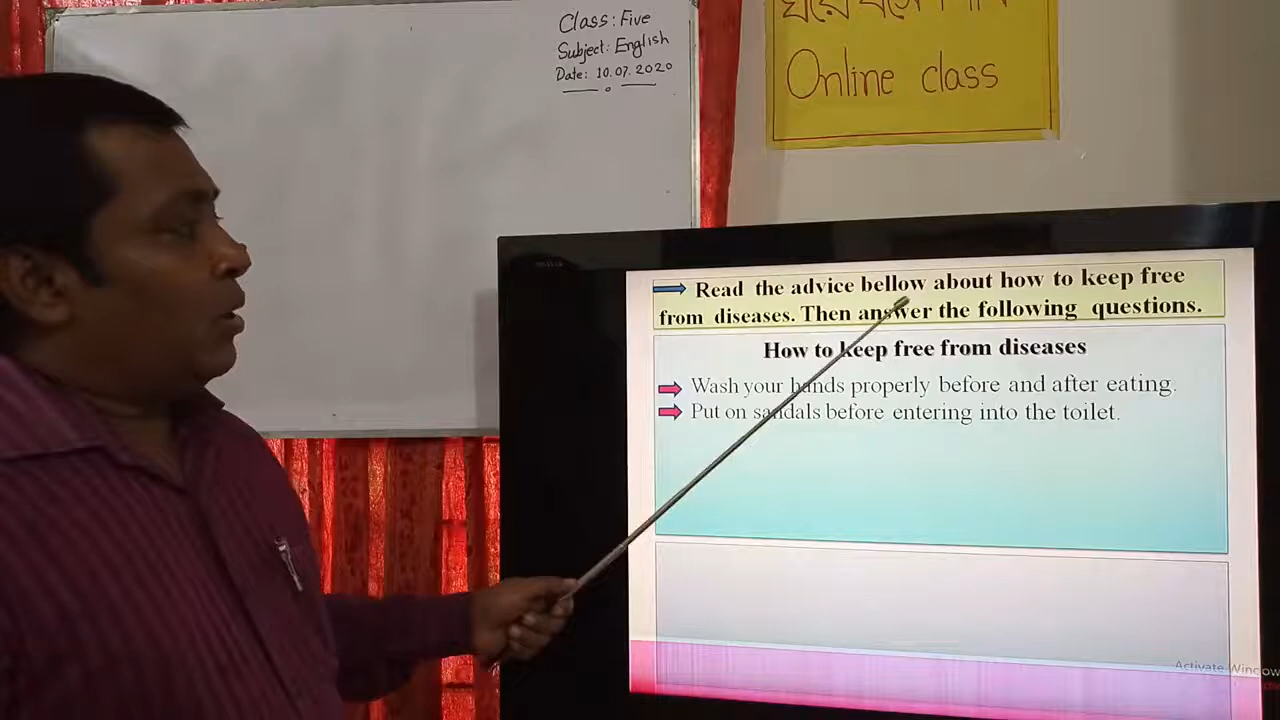 Class: Five
Subject: English
Date: 10.07.2020
Online class
Read the advice bellow about how to keep free
from diseases. Then answer the following questions.
How to keep free from diseases
Wash your hands properly before and after eating.
Put on sandals before entering into the toilet.
Activate Window